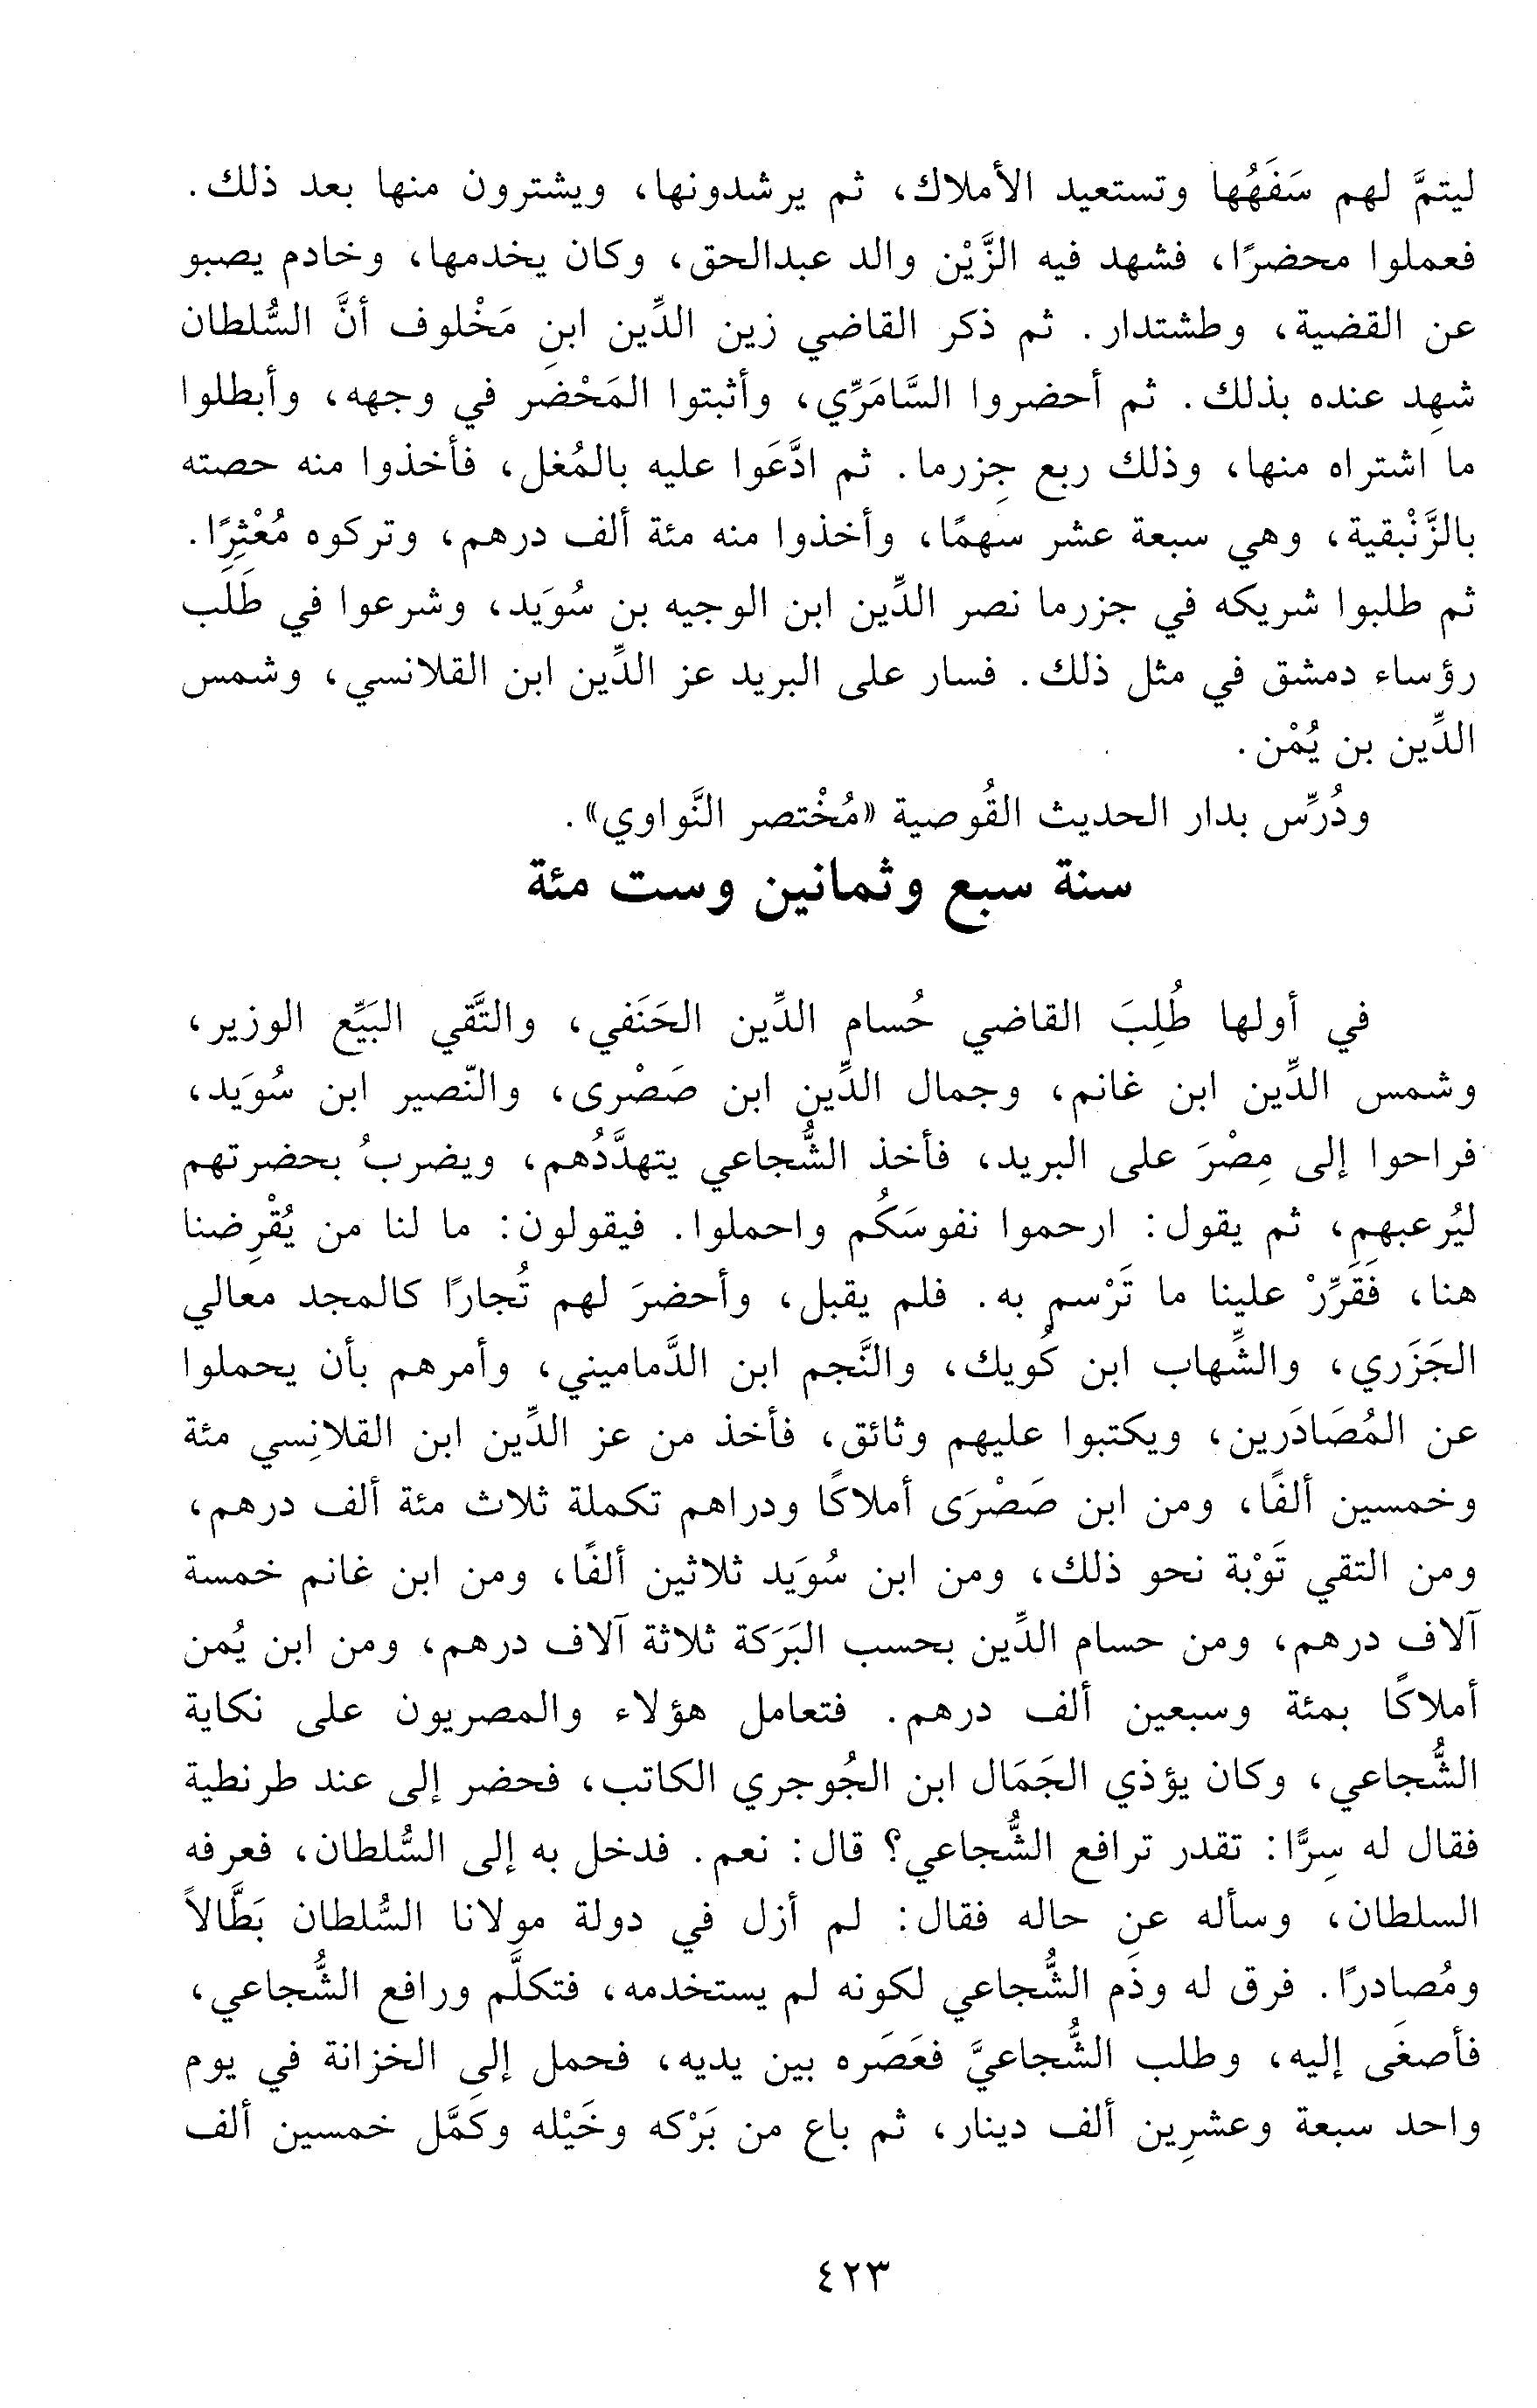 ليتمَّ لهم سَفَهُها وتستعيد الأملاك، ثم يرشدونها، ويشترون منها بعد ذلك.
فعملوا محضرًا، فشهد فيه الزَّيْن والد عبدالحق، وكان يخدمها، وخادم يصبو
عن القضية، وطشتدار. ثم ذكر القاضي زين الدِّين ابنِ مَخْلوف أنَّ السُّلطان
شهِد عنده بذلك. ثم أحضروا السَّامَرِّي، وأثبتوا المَحْضر في وجهه، وأبطلوا
ما اشتراه منها، وذلك ربع جِزرما. ثم ادَّعَوا عليه بالمُغل، فأخذوا منه حصته
بالزَّنْبقية، وهي سبعة عشر سهمًا، وأخذوا منه مئة ألف درهم، وتركوه مُعْثِرًا.
ثم طلبوا شريكه في جزرما نصر الدِّين ابن الوجيه بن سُوَيد، وشرعوا في طَلَب
رؤساء دمشق في مثل ذلك. فسار على البريد عز الدِّين ابن القلانسي، وشمس
الدِّين بن يُمْن.
ودُرِّس بدار الحديث القُوصية «مُخْتصر النَّواوي».
سنة سبع وثمانين وست مئة
في أولها طُلِبَ القاضي حُسام الدِّين الحَنَفي، والتَّقي البَيِّع الوزير،
وشمس الدِّين ابن غانم، وجمال الدِّين ابن صَصْرى، والنّصير ابن سُوَيد،
فراحوا إلى مِصْرَ على البريد، فأخذ الشُّجاعي يتهدَّدُهم، ويضربُ بحضرتهم
ليُرعبهم، ثم يقول: ارحموا نفوسَكُم واحملوا. فيقولون: ما لنا من يُقْرِضنا
هنا، فَقَرِّرْ علينا ما تَرْسم به. فلم يقبل، وأحضرَ لهم تُجارًا كالمجد معالي
الجَزَري، والشِّهاب ابن كُويك، والنَّجم ابن الدَّماميني، وأمرهم بأن يحملوا
عن المُصَادَرين، ويكتبوا عليهم وثائق، فأخذ من عز الدِّين ابن القلانِسي مئة
وخمسين ألفًا، ومن ابن صَصْرَى أملاكًا ودراهم تكملة ثلاث مئة ألف درهم،
ومن التقي تَوْبة نحو ذلك، ومن ابن سُوَيد ثلاثين ألفًا، ومن ابن غانم خمسة
آلاف درهم، ومن حسام الدِّين بحسب البَرَكة ثلاثة آلاف درهم، ومن ابن يُمن
أملاكًا بمئة وسبعين ألف درهم. فتعامل هؤلاء والمصريون على نكاية
الشُّجاعي، وكان يؤذي الجَمَال ابن الجُوجري الكاتب، فحضر إلى عند طرنطية
فقال له سِرًّا: تقدر ترافع الشُّجاعي؟ قال: نعم. فدخل به إلى السُّلطان، فعرفه
السلطان، وسأله عن حاله فقال: لم أزل في دولة مولانا السُّلطان بَطَّالاً
ومُصادرًا. فرق له وذَم الشُّجاعي لكونه لم يستخدمه، فتكلَّم ورافع الشُّجاعي،
فأصغَى إليه، وطلب الشُّجاعيَّ فعَصَره بين يديه، فحمل إلى الخزانة في يوم
واحد سبعة وعشرِين ألف دينار، ثم باع من بَرْكه وخَيْله وكَمَّل خمسين ألف
٤٢٣